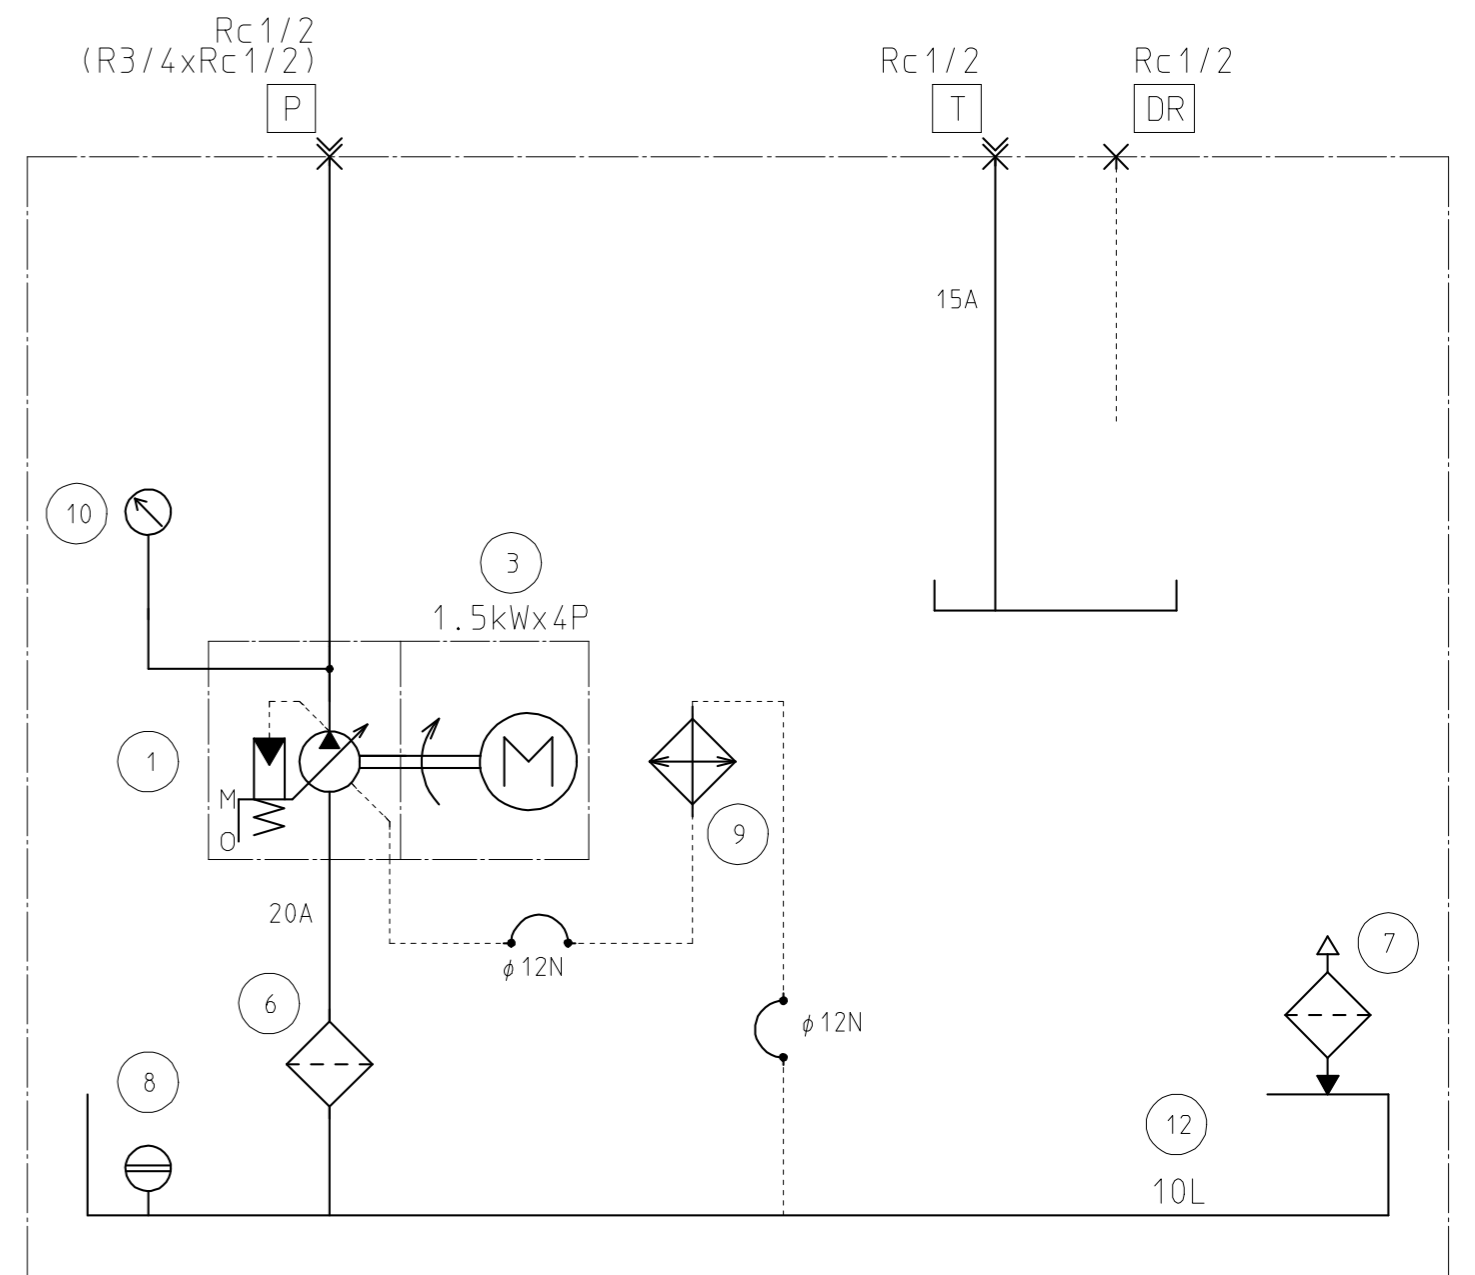 Rc1/2
(R3/4xRc1/2)
P
Rc1/2
T
Rc1/2
DR
15A
10
3
1.5kWx4P
1
M
M
O
9
20A
φ12N
7
6
φ12N
8
12
10L